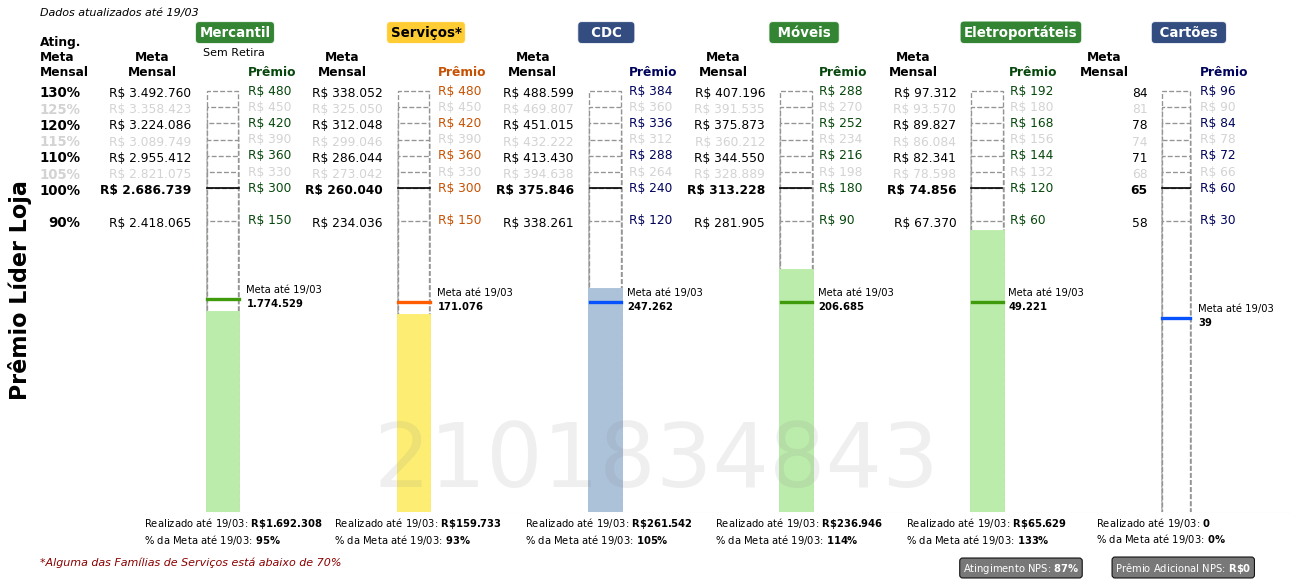 Dados atualizados até 19/03
Mercantil Serviços* CDC Móveis Eletroportáteis Cartões
Sem Retira
Ating. Meta Mensal
Meta Mensal Prêmio Meta Mensal Prêmio Meta Mensal Prêmio Meta Mensal Prêmio Meta Mensal Prêmio Meta Mensal Prêmio
130% R$ 3.492.760 R$ 480 R$ 338.052 R$ 480 R$ 488.599 R$ 384 R$ 407.196 R$ 288 R$ 97.312 R$ 192 84 R$ 96
125% R$ 3.358.423 R$ 450 R$ 325.050 R$ 450 R$ 469.807 R$ 360 R$ 391.535 R$ 270 R$ 93.570 R$ 180 81 R$ 90
120% R$ 3.224.086 R$ 420 R$ 312.048 R$ 420 R$ 451.015 R$ 336 R$ 375.873 R$ 252 R$ 89.827 R$ 168 78 R$ 84
115% R$ 3.089.749 R$ 390 R$ 299.046 R$ 390 R$ 432.222 R$ 312 R$ 360.212 R$ 234 R$ 86.084 R$ 156 74 R$ 78
110% R$ 2.955.412 R$ 360 R$ 286.044 R$ 360 R$ 413.430 R$ 288 R$ 344.550 R$ 216 R$ 82.341 R$ 144 71 R$ 72
105% R$ 2.821.075 R$ 330 R$ 273.042 R$ 330 R$ 394.638 R$ 264 R$ 328.889 R$ 198 R$ 78.598 R$ 132 68 R$ 66
100% R$ 2.686.739 R$ 300 R$ 260.040 R$ 300 R$ 375.846 R$ 240 R$ 313.228 R$ 180 R$ 74.856 R$ 120 65 R$ 60
90% R$ 2.418.065 R$ 150 R$ 234.036 R$ 150 R$ 338.261 R$ 120 R$ 281.905 R$ 90 R$ 67.370 R$ 60 58 R$ 30
Prêmio Líder Loja
Meta até 19/03 Meta até 19/03 Meta até 19/03 Meta até 19/03 Meta até 19/03 Meta até 19/03
1.774.529 171.076 247.262 206.685 49.221 39
2101834843
Realizado até 19/03: R$1.692.308 Realizado até 19/03: R$159.733 Realizado até 19/03: R$261.542 Realizado até 19/03: R$236.946 Realizado até 19/03: R$65.629 Realizado até 19/03: 0
% da Meta até 19/03: 95% % da Meta até 19/03: 93% % da Meta até 19/03: 105% % da Meta até 19/03: 114% % da Meta até 19/03: 133% % da Meta até 19/03: 0%
*Alguma das Famílias de Serviços está abaixo de 70%
Atingimento NPS: 87% Prêmio Adicional NPS: R$0